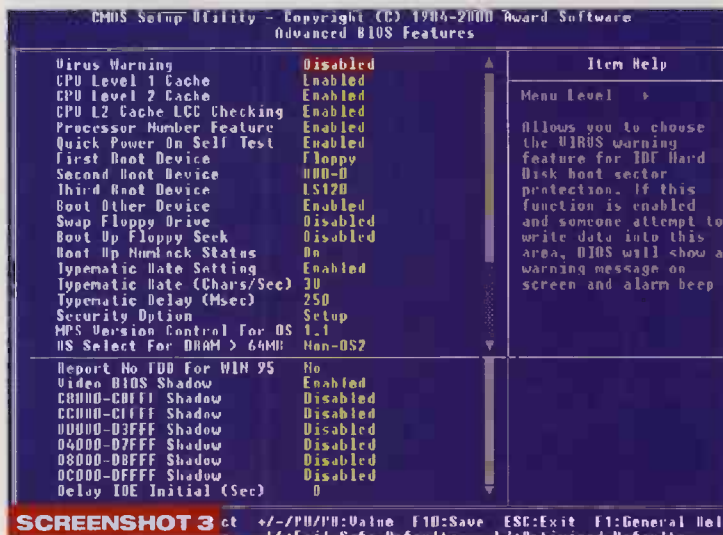 CMOS Setup Utility - Copyright (C) 1984-2000 Award Software
Advanced BIOS Features
Virus Warning Disabled
CPU Level 1 Cache Enabled
CPU Level 2 Cache Enabled
CPU L2 Cache ECC Checking Enabled
Processor Number Feature Enabled
Quick Power On Self Test Enabled
First Boot Device Floppy
Second Boot Device HDD-0
Third Boot Device LS120
Boot Other Device Enabled
Swap Floppy Drive Disabled
Boot Up Floppy Seek Disabled
Boot Up NumLock Status On
Typematic Rate Setting Enabled
Typematic Rate (Chars/Sec) 30
Typematic Delay (Msec) 250
Security Option Setup
MPS Version Control For OS 1.1
OS Select For DRAM > 64MB Non-OS2
Report No FDD For WIN 95 No
Video BIOS Shadow Enabled
C8000-CBFFF Shadow Disabled
CC000-CFFFF Shadow Disabled
D0000-D3FFF Shadow Disabled
D4000-D7FFF Shadow Disabled
D8000-DBFFF Shadow Disabled
DC000-DFFFF Shadow Disabled
Delay IDE Initial (Sec) 0
Item Help
Menu Level
Allows you to choose
the VIRUS warning
feature for IDE Hard
Disk boot sector
protection. If this
function is enabled
and someone attempt to
write data into this
area, BIOS will show a
warning message on
screen and alarm beep
SCREENSHOT 3
+/-/PU/PD:Value F10:Save ESC:Exit F1:General Hel